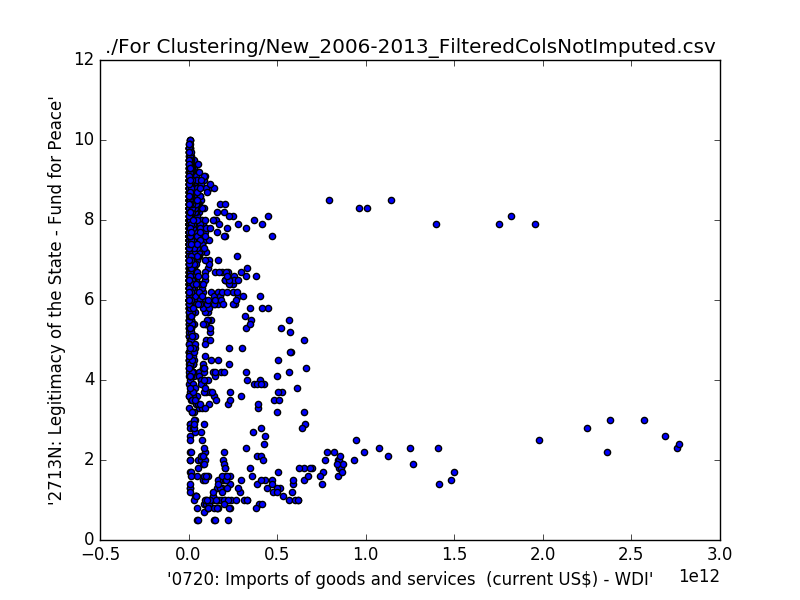 ./For Clustering/New_2006-2013_FilteredColsNotImputed.csv
12
10
8
6
4
2
0
'2713N: Legitimacy of the State - Fund for Peace'
−0.5 0.0 0.5 1.0 1.5 2.0 2.5 3.0
1e12
'0720: Imports of goods and services  (current US$) - WDI'